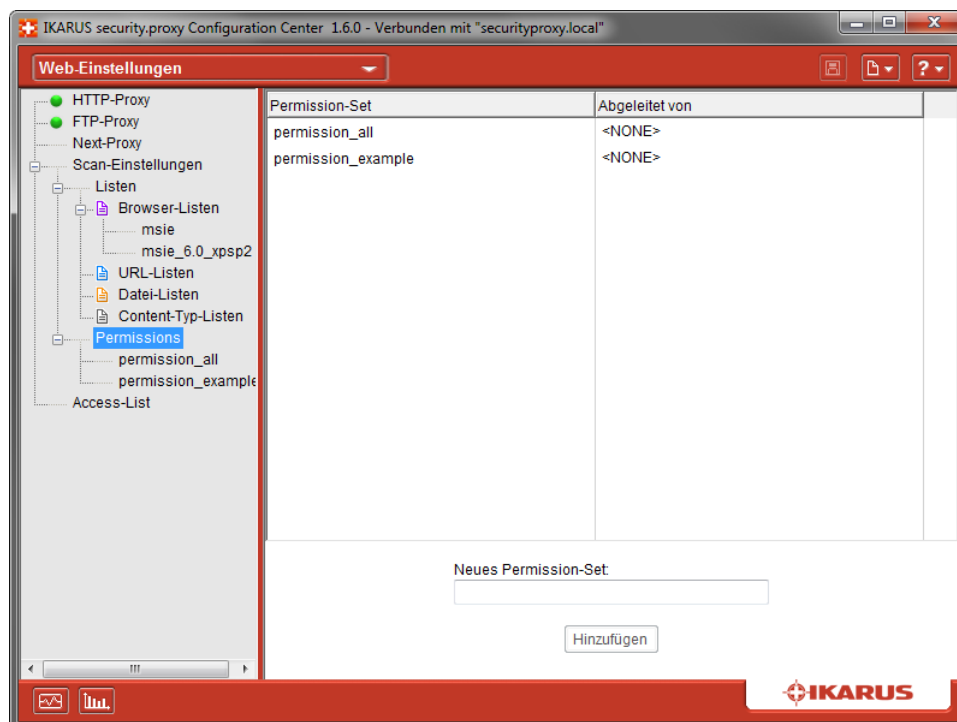 IKARUS security.proxy Configuration Center 1.6.0 - Verbunden mit "securityproxy.local"
Web-Einstellungen
?
HTTP-Proxy
FTP-Proxy
Next-Proxy
Scan-Einstellungen
Listen
Browser-Listen
msie
msie_6.0_xpsp2
URL-Listen
Datei-Listen
Content-Typ-Listen
Permissions
permission_all
permission_example
Access-List
Permission-Set Abgeleitet von
permission_all <NONE>
permission_example <NONE>
Neues Permission-Set:
Hinzufügen
IKARUS